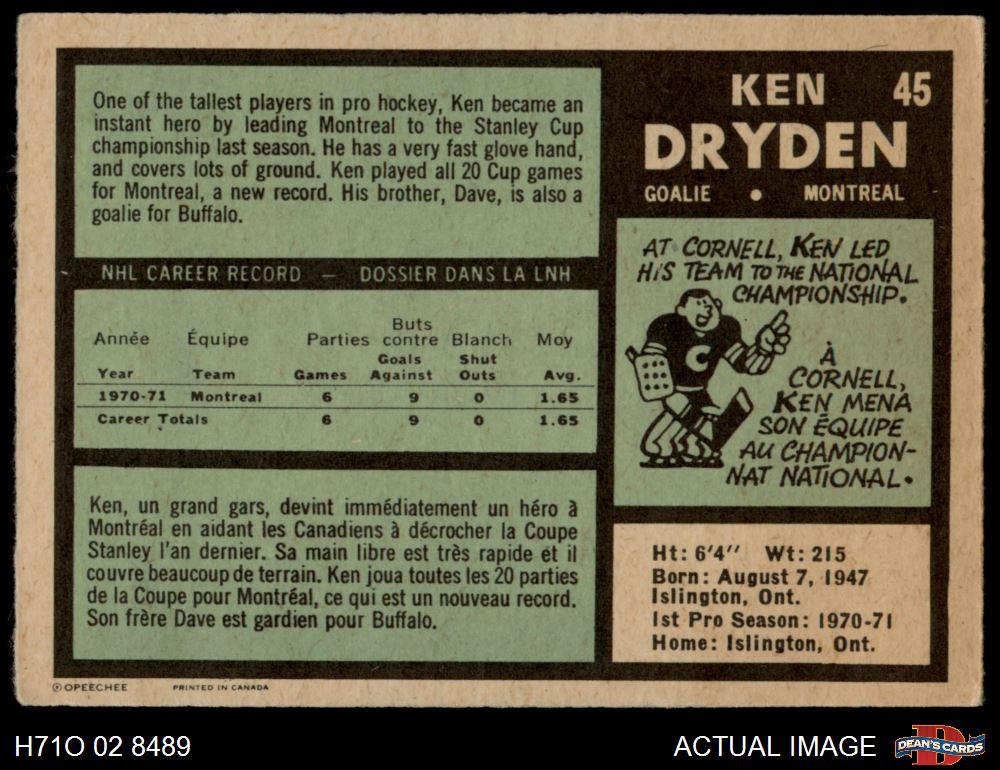 One of the tallest players in pro hockey, Ken became an
instant hero by leading Montreal to the Stanley Cup
championship last season. He has a very fast glove hand,
and covers lots of ground. Ken played all 20 Cup games
for Montreal, a new record. His brother, Dave, is also a
goalie for Buffalo.
KEN 45
DRYDEN
GOALIE • MONTREAL
NHL CAREER RECORD — DOSSIER DANS LA LNH
Année Équipe Parties Buts contre Blanch Moy
Year Team Games Goals Against Shut Outs Avg.
1970-71 Montreal 6 9 0 1.65
Career Totals 6 9 0 1.65
AT CORNELL, KEN LED
HIS TEAM TO THE NATIONAL
CHAMPIONSHIP.
C
À
CORNELL,
KEN MENA
SON ÉQUIPE
AU CHAMPION-
NAT NATIONAL.
Ken, un grand gars, devint immédiatement un héro à
Montréal en aidant les Canadiens à décrocher la Coupe
Stanley l'an dernier. Sa main libre est très rapide et il
couvre beaucoup de terrain. Ken joua toutes les 20 parties
de la Coupe pour Montréal, ce qui est un nouveau record.
Son frère Dave est gardien pour Buffalo.
Ht: 6'4" Wt: 215
Born: August 7, 1947
Islington, Ont.
1st Pro Season: 1970-71
Home: Islington, Ont.
© OPEECHEE PRINTED IN CANADA
H71O 02 8489
ACTUAL IMAGE
D
DEAN'S CARDS